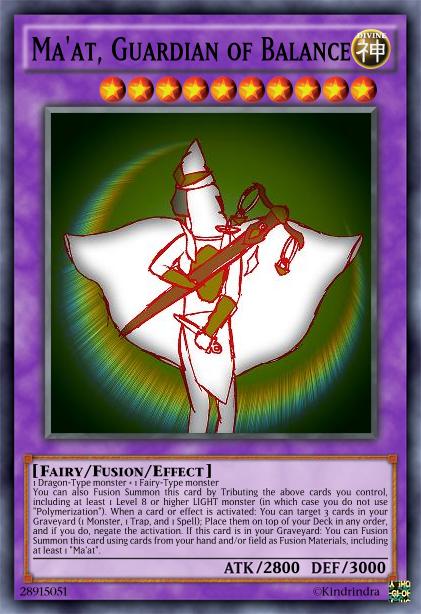 Ma'at, Guardian of Balance
DIVINE
神
[Fairy/Fusion/Effect]
1 Dragon-Type monster + 1 Fairy-Type monster
You can also Fusion Summon this card by Tributing the above cards you control,
including at least 1 Level 8 or higher LIGHT monster (in which case you do not use
"Polymerization"). When a card or effect is activated: You can target 3 cards in your
Graveyard (1 Monster, 1 Trap, and 1 Spell); Place them on top of your Deck in any order,
and if you do, negate the activation. If this card is in your Graveyard: You can Fusion
Summon this card using cards from your hand and/or field as Fusion Materials, including
at least 1 "Ma'at".
ATK/2800 DEF/3000
28915051
©Kindrindra